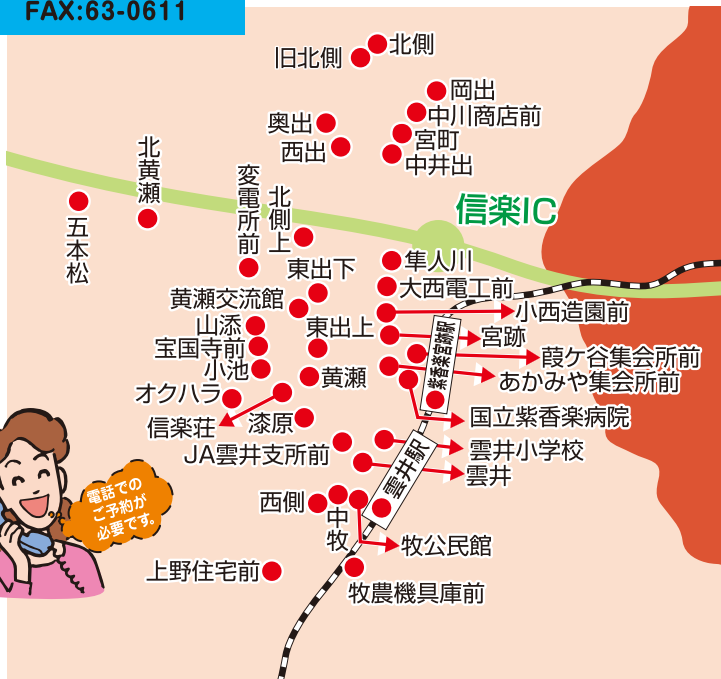 FAX:63-0611
北側
旧北側
岡出
中川商店前
奥出
宮町
西出
中井出
北黄瀬
変電所前
北側上
信楽IC
五本松
隼人川
東出下
大西電工前
黄瀬交流館
小西造園前
山添
東出上
紫香楽宮跡駅
宮跡
宝国寺前
霞ケ谷集会所前
小池
黄瀬
あかみや集会所前
オクハラ
国立紫香楽病院
信楽荘
漆原
雲井小学校
JA雲井支所前
雲井駅
雲井
電話での
ご予約が
必要です。
西側
中牧
牧公民館
上野住宅前
牧農機具庫前